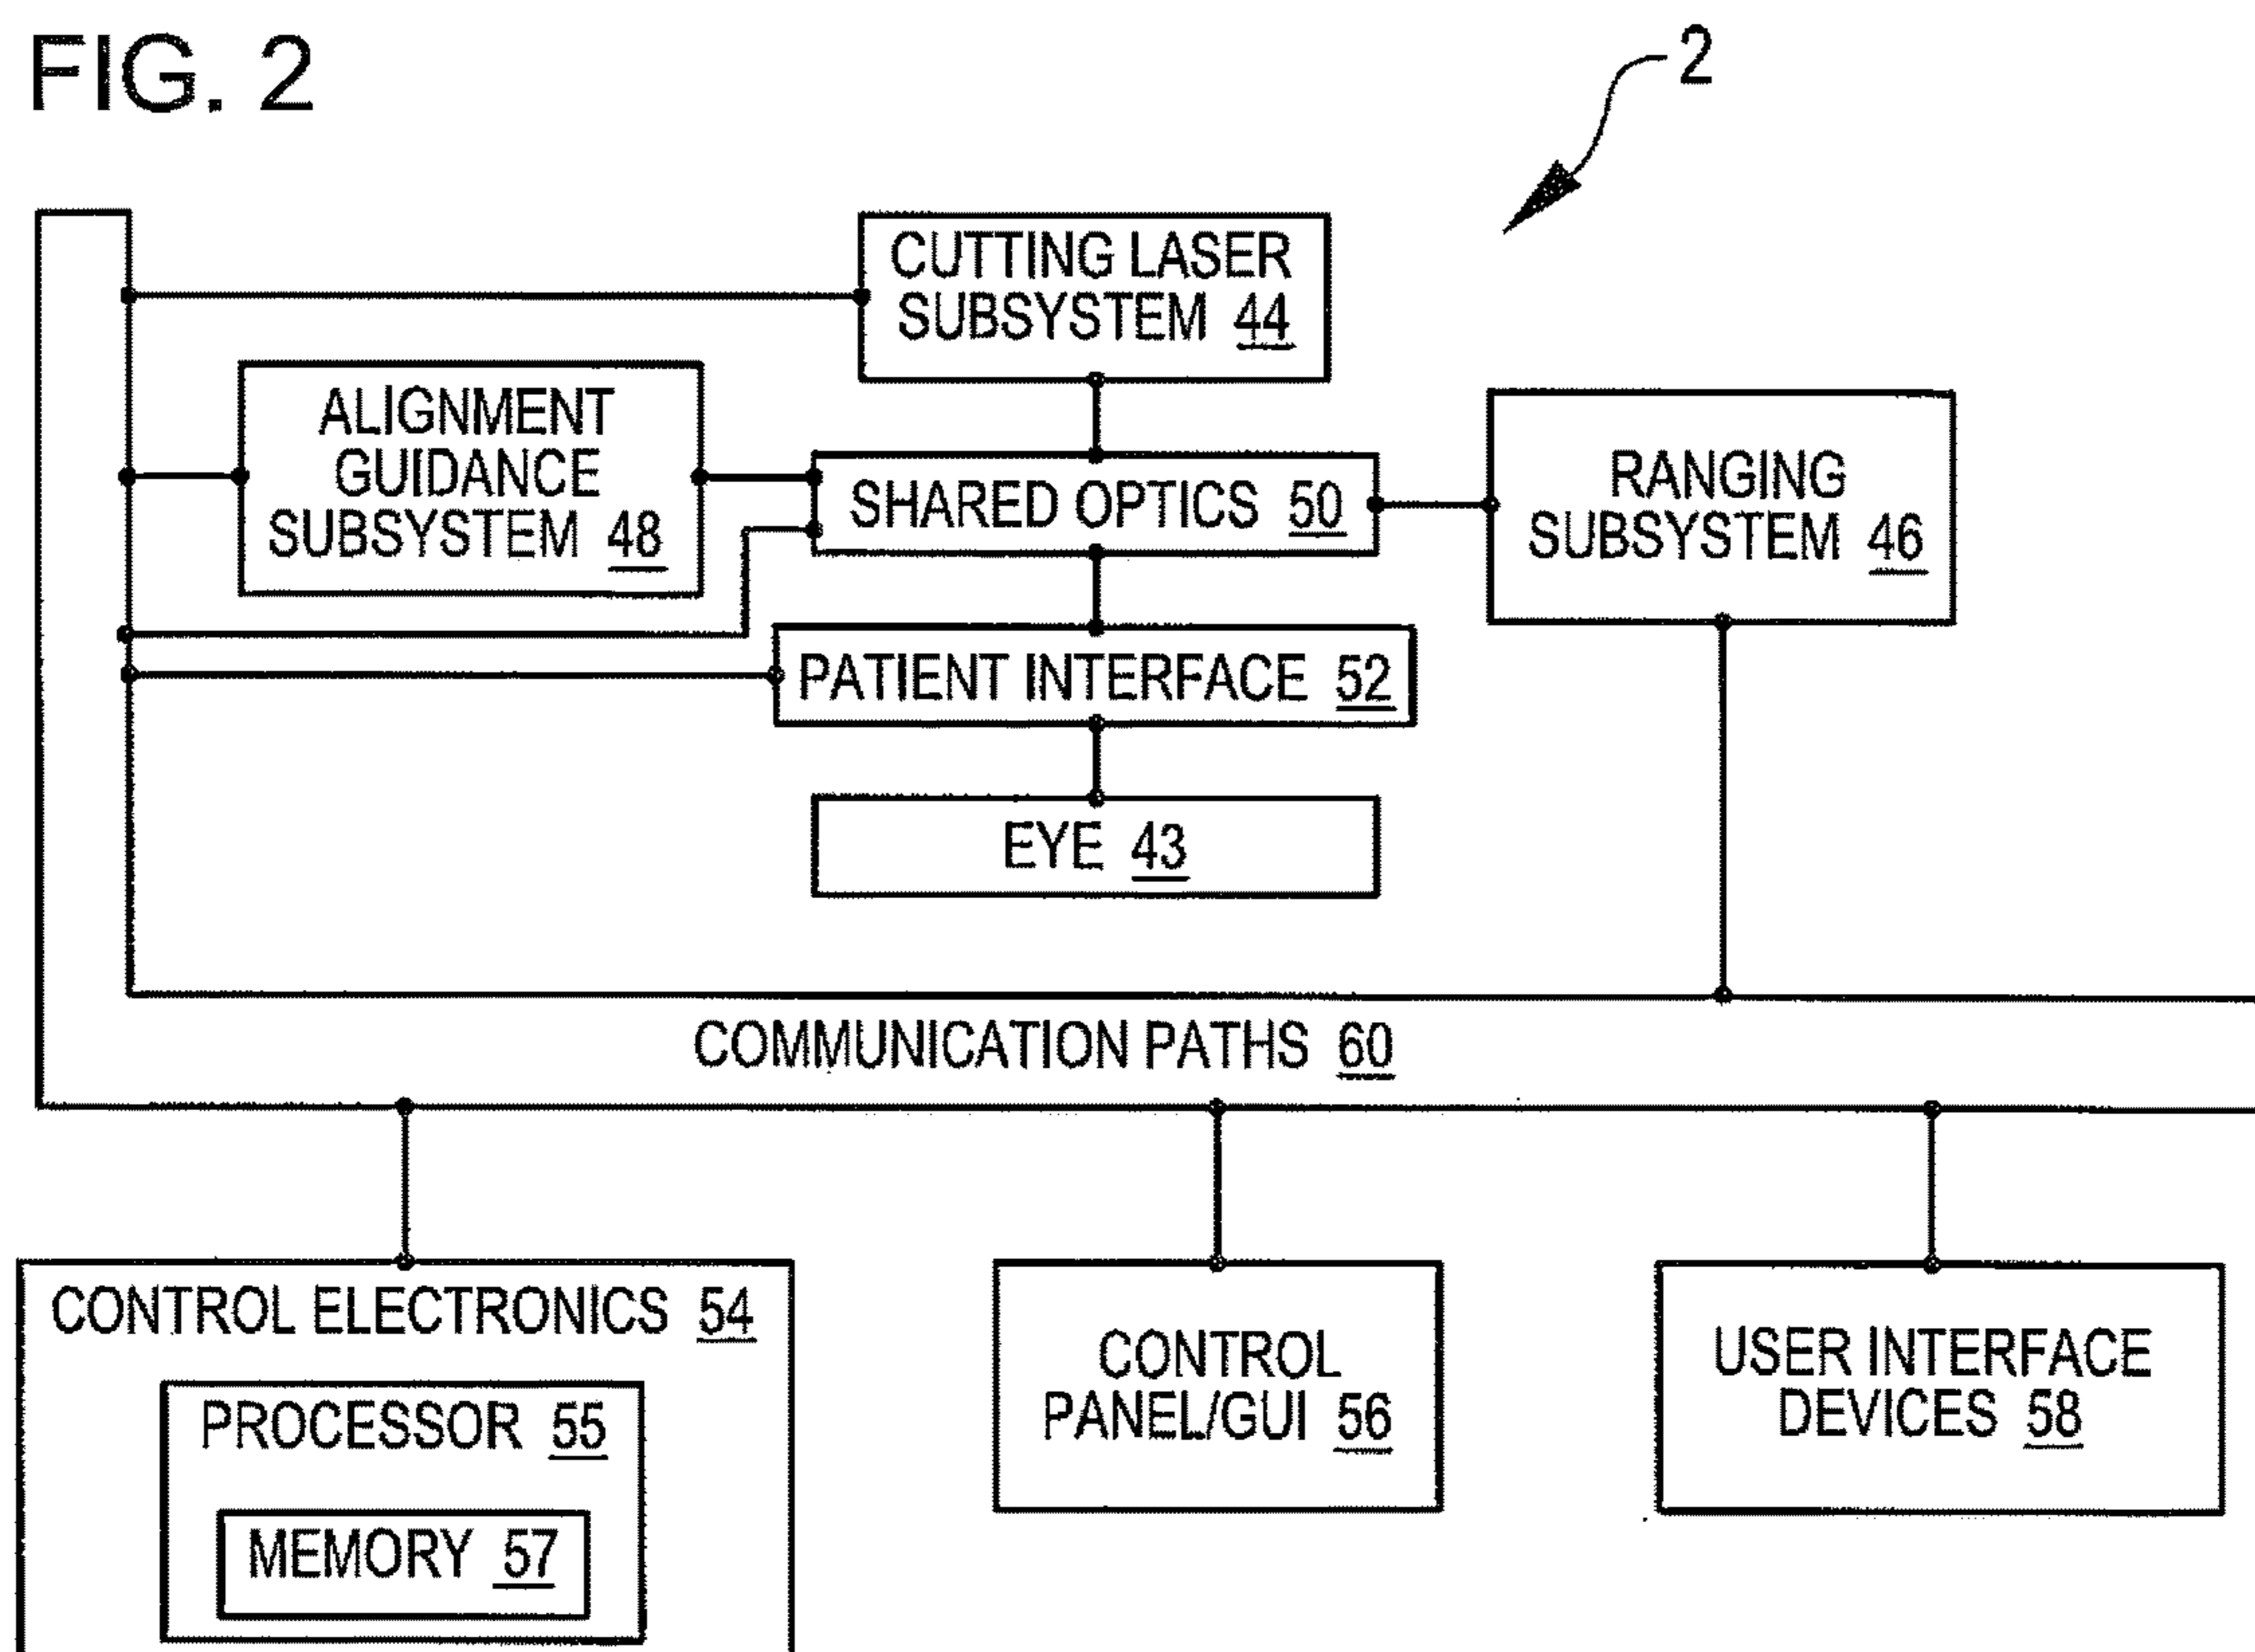 FIG. 2
2
CUTTING LASER
SUBSYSTEM 44
ALIGNMENT
GUIDANCE
SUBSYSTEM 48
SHARED OPTICS 50
RANGING
SUBSYSTEM 46
PATIENT INTERFACE 52
EYE 43
COMMUNICATION PATHS 60
CONTROL ELECTRONICS 54
PROCESSOR 55
MEMORY 57
CONTROL
PANEL/GUI 56
USER INTERFACE
DEVICES 58